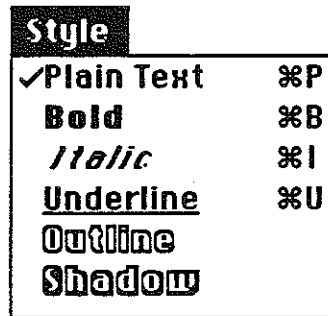 Style
✓Plain Text ⌘P
Bold ⌘B
Italic ⌘I
Underline ⌘U
Outline
Shadow